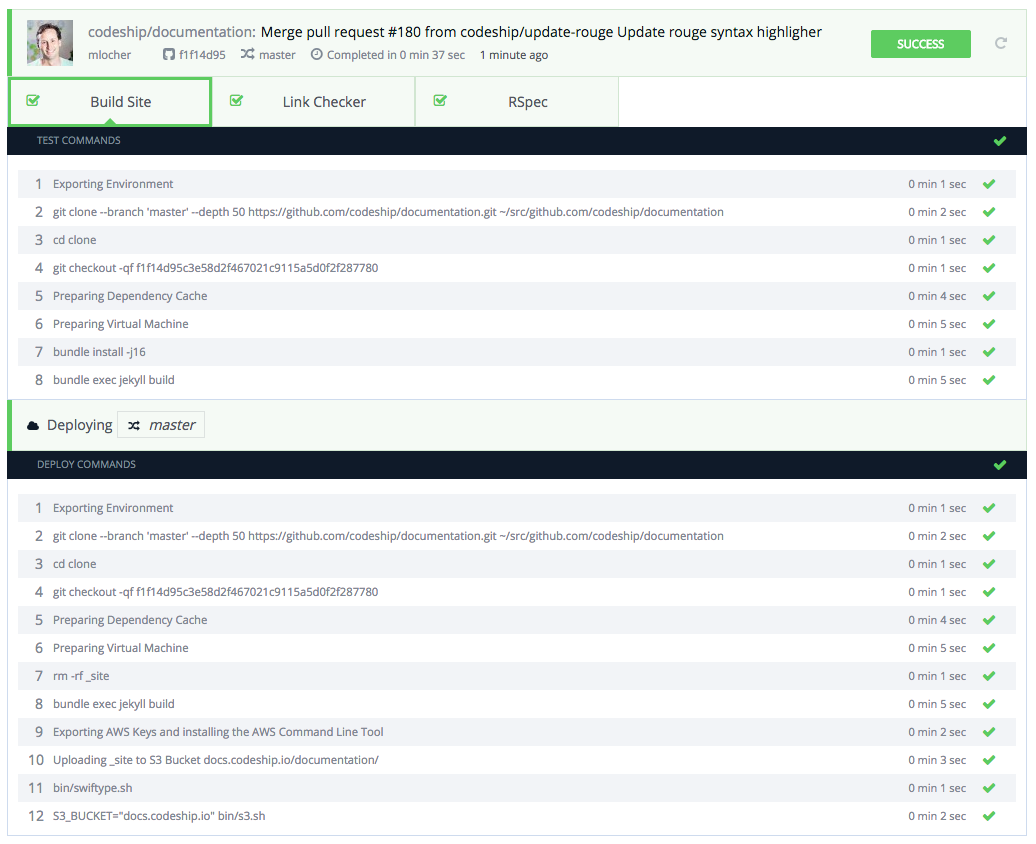 codeship/documentation: Merge pull request #180 from codeship/update-rouge Update rouge syntax highligher
mlocher f1f14d95 master Completed in 0 min 37 sec 1 minute ago
SUCCESS
Build Site Link Checker RSpec
TEST COMMANDS
1 Exporting Environment 0 min 1 sec
2 git clone --branch 'master' --depth 50 https://github.com/codeship/documentation.git ~/src/github.com/codeship/documentation 0 min 2 sec
3 cd clone 0 min 1 sec
4 git checkout -qf f1f14d95c3e58d2f467021c9115a5d0f2f287780 0 min 1 sec
5 Preparing Dependency Cache 0 min 4 sec
6 Preparing Virtual Machine 0 min 5 sec
7 bundle install -j16 0 min 1 sec
8 bundle exec jekyll build 0 min 5 sec
Deploying master
DEPLOY COMMANDS
1 Exporting Environment 0 min 1 sec
2 git clone --branch 'master' --depth 50 https://github.com/codeship/documentation.git ~/src/github.com/codeship/documentation 0 min 2 sec
3 cd clone 0 min 1 sec
4 git checkout -qf f1f14d95c3e58d2f467021c9115a5d0f2f287780 0 min 1 sec
5 Preparing Dependency Cache 0 min 4 sec
6 Preparing Virtual Machine 0 min 5 sec
7 rm -rf _site 0 min 1 sec
8 bundle exec jekyll build 0 min 5 sec
9 Exporting AWS Keys and installing the AWS Command Line Tool 0 min 2 sec
10 Uploading _site to S3 Bucket docs.codeship.io/documentation/ 0 min 3 sec
11 bin/swiftype.sh 0 min 1 sec
12 S3_BUCKET="docs.codeship.io" bin/s3.sh 0 min 2 sec